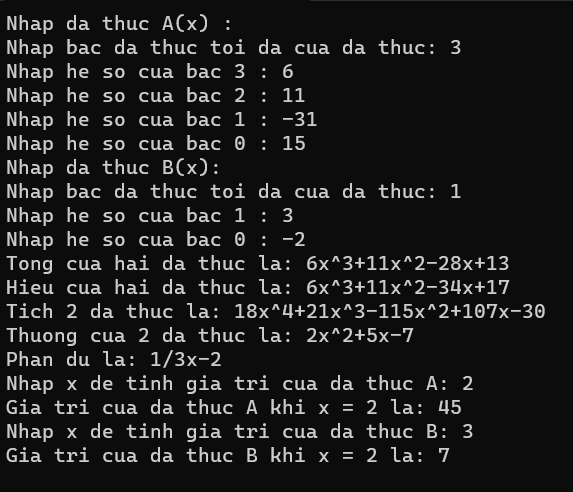 Nhap da thuc A(x) :
Nhap bac da thuc toi da cua da thuc: 3
Nhap he so cua bac 3 : 6
Nhap he so cua bac 2 : 11
Nhap he so cua bac 1 : -31
Nhap he so cua bac 0 : 15
Nhap da thuc B(x):
Nhap bac da thuc toi da cua da thuc: 1
Nhap he so cua bac 1 : 3
Nhap he so cua bac 0 : -2
Tong cua hai da thuc la: 6x^3+11x^2-28x+13
Hieu cua hai da thuc la: 6x^3+11x^2-34x+17
Tich 2 da thuc la: 18x^4+21x^3-115x^2+107x-30
Thuong cua 2 da thuc la: 2x^2+5x-7
Phan du la: 1/3x-2
Nhap x de tinh gia tri cua da thuc A: 2
Gia tri cua da thuc A khi x = 2 la: 45
Nhap x de tinh gia tri cua da thuc B: 3
Gia tri cua da thuc B khi x = 2 la: 7